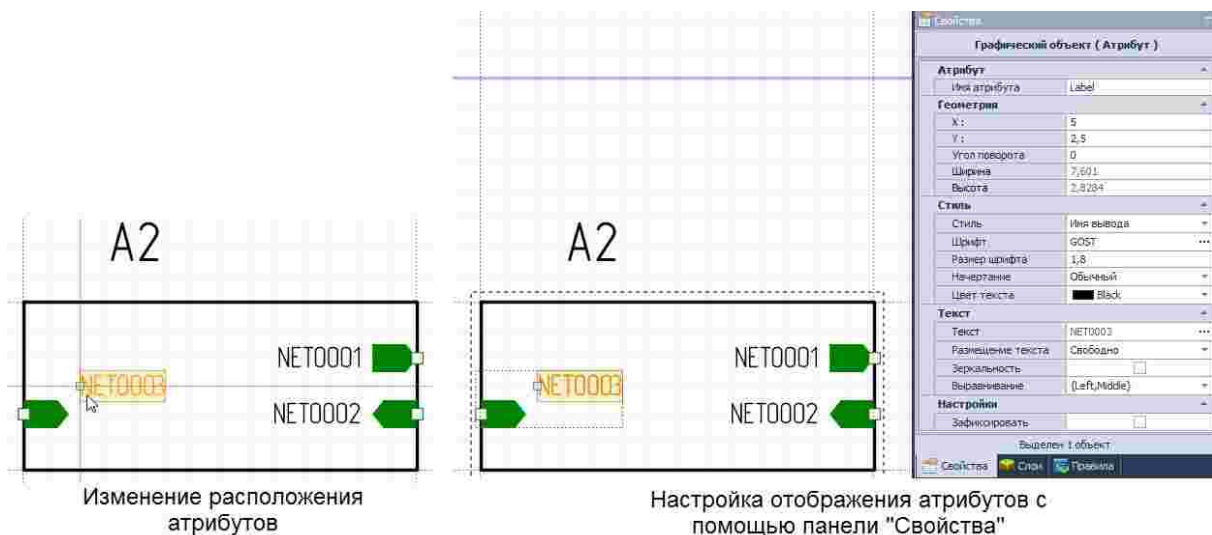 A2
NET0001
NET0003
NET0002
Изменение расположения
атрибутов
A2
NET0001
NET0003
NET0002
Настройка отображения атрибутов с
помощью панели "Свойства"
Свойства
Графический объект ( Атрибут )
Атрибут
Имя атрибута Label
Геометрия
X : 5
Y : 2,5
Угол поворота 0
Ширина 7,601
Высота 2,8284
Стиль
Стиль Имя вывода
Шрифт GOST ...
Размер шрифта 1,8
Начертание Обычный
Цвет текста Black
Текст
Текст NET0003 ...
Размещение текста Свободно
Зеркальность
Выравнивание {Left,Middle}
Настройки
Зафиксировать
Выделен 1 объект
Свойства Слои Правила